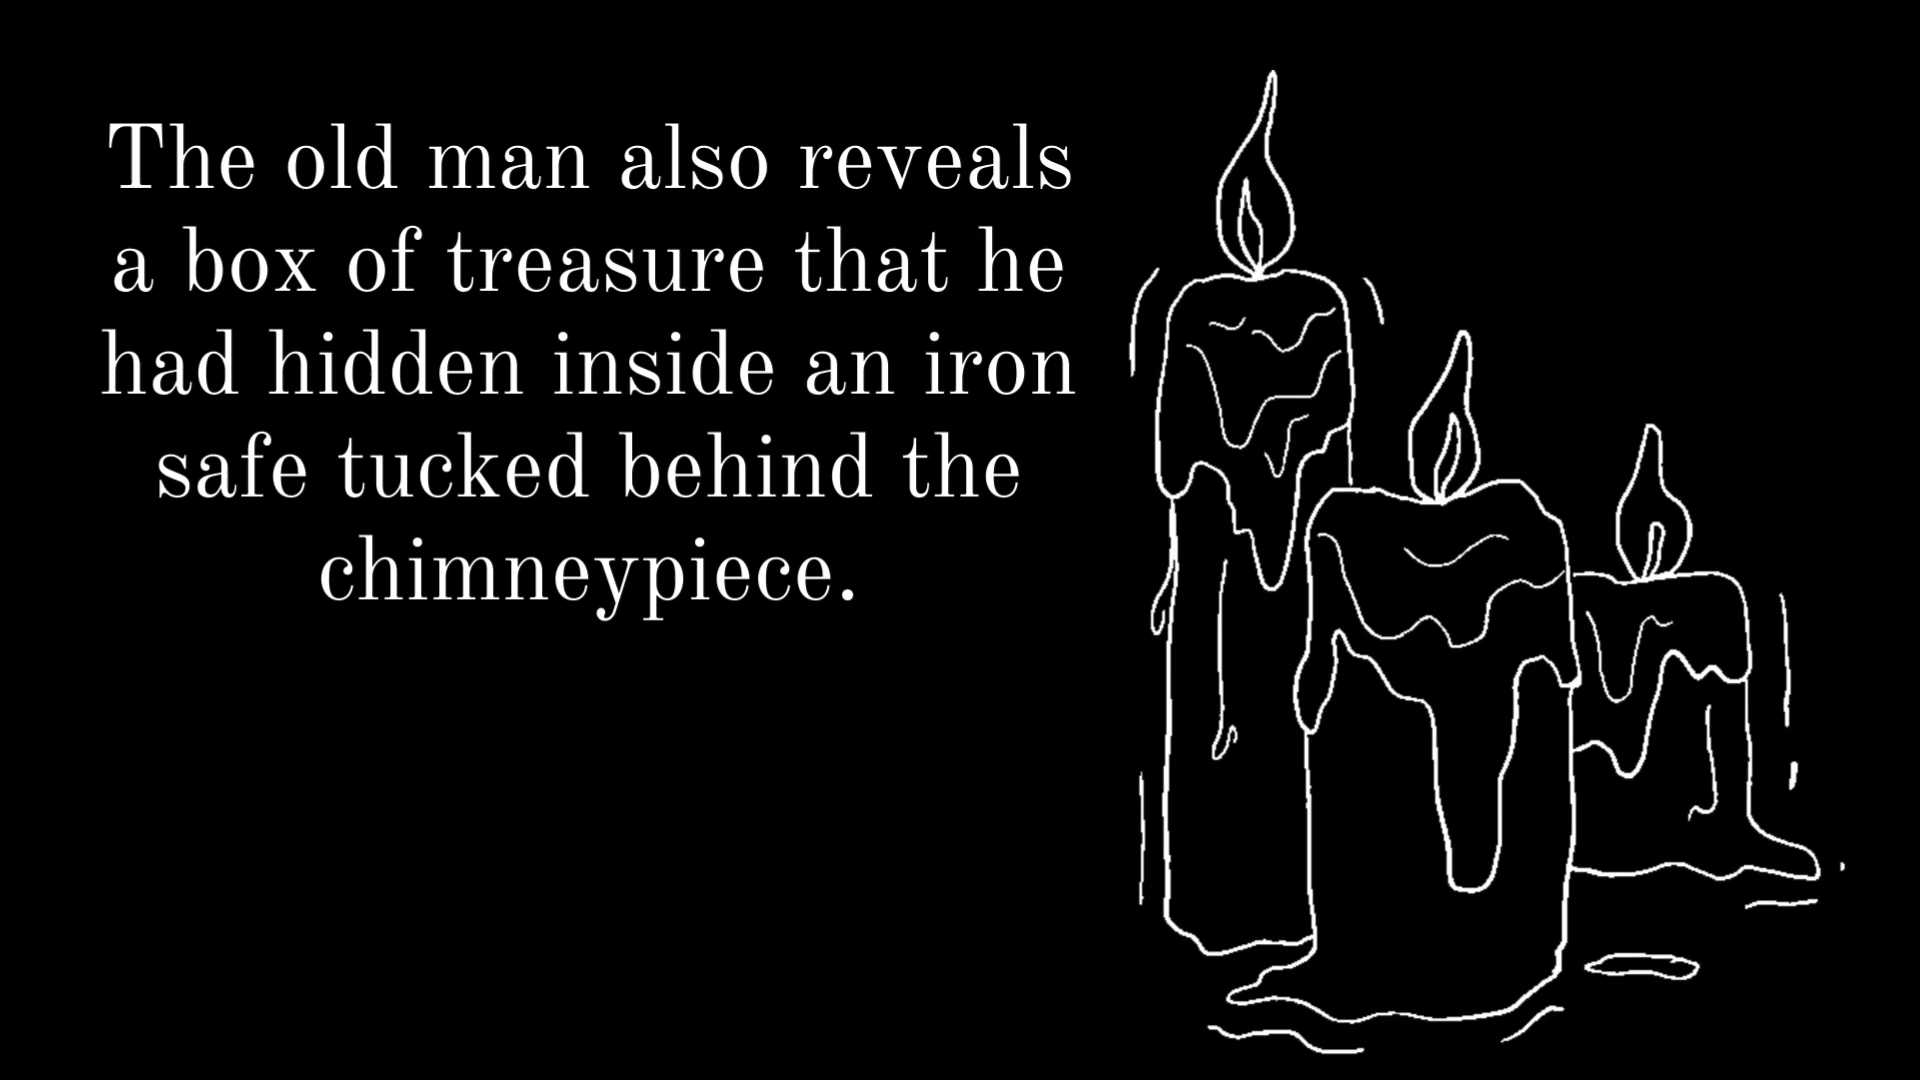 The old man also reveals
a box of treasure that he
had hidden inside an iron
safe tucked behind the
chimneypiece.